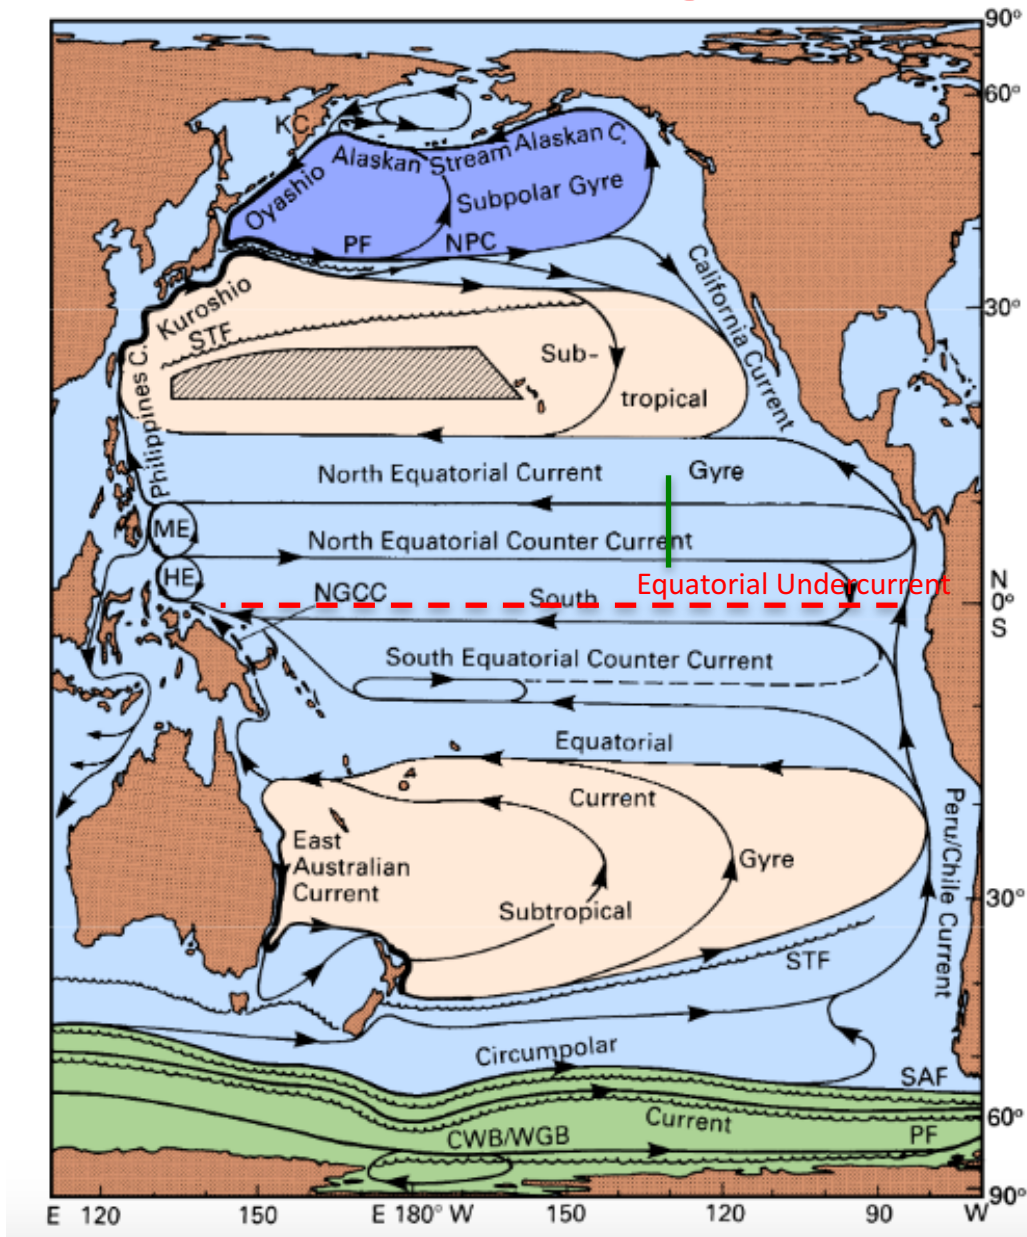 90°
60°
KC
Alaskan Stream Alaskan C.
Oyashio
Subpolar Gyre
PF
NPC
California Current
30°
Kuroshio
STF
Philippines C.
Sub-
tropical
North Equatorial Current
Gyre
ME
North Equatorial Counter Current
HE
Equatorial Undercurrent
N
0°
S
NGCC
South
South Equatorial Counter Current
Equatorial
Current
Peru/Chile Current
East
Australian
Current
Gyre
Subtropical
30°
STF
Circumpolar
SAF
Current
60°
CWB/WGB
PF
90°
E 120 150 E 180° W 150 120 90 W